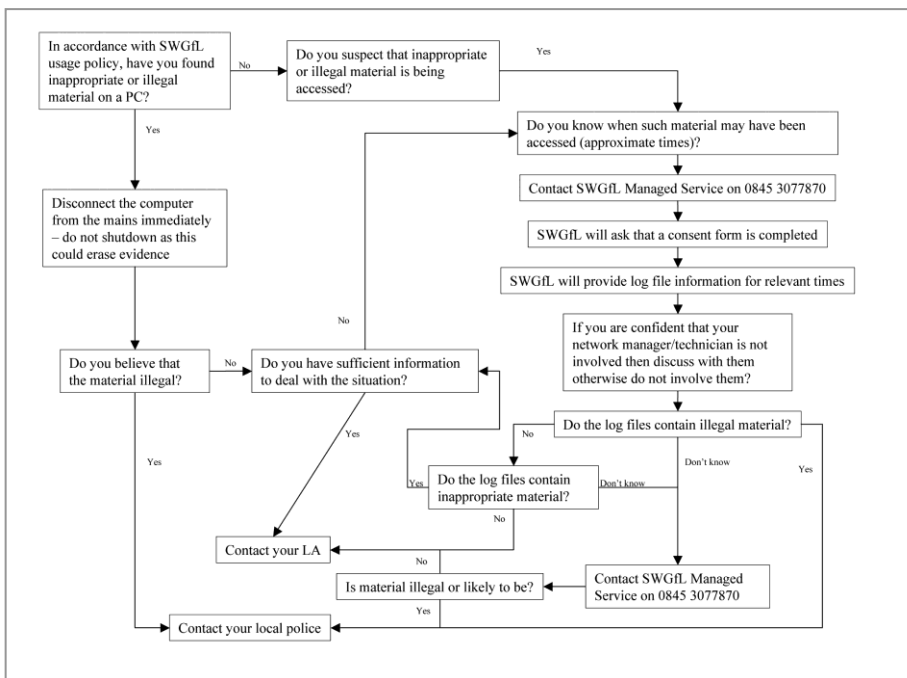 In accordance with SWGfL
usage policy, have you found
inappropriate or illegal
material on a PC?
No
Do you suspect that inappropriate
or illegal material is being
accessed?
Yes
Yes
Do you know when such material may have been
accessed (approximate times)?
Contact SWGfL Managed Service on 0845 3077870
Disconnect the computer
from the mains immediately
– do not shutdown as this
could erase evidence
SWGfL will ask that a consent form is completed
SWGfL will provide log file information for relevant times
No
If you are confident that your
network manager/technician is not
involved then discuss with them
otherwise do not involve them?
Do you believe that
the material illegal?
No
Do you have sufficient information
to deal with the situation?
Do the log files contain illegal material?
Yes
Yes
No
Don't know
Yes
Do the log files contain
inappropriate material?
Yes
Don't know
No
Contact your LA
No
Is material illegal or likely to be?
Contact SWGfL Managed
Service on 0845 3077870
Yes
Contact your local police